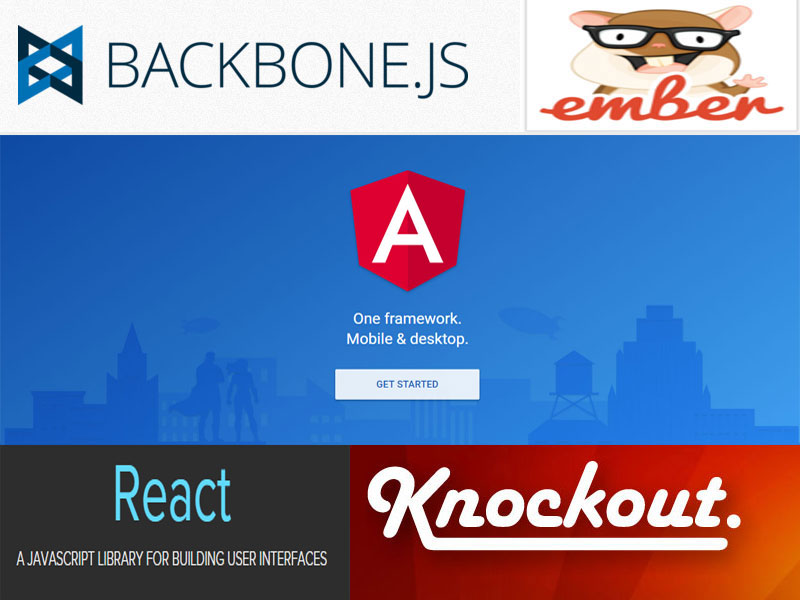 BACKBONE.JS
ember
A
One framework.
Mobile & desktop.
GET STARTED
React
A JAVASCRIPT LIBRARY FOR BUILDING USER INTERFACES
Knockout.